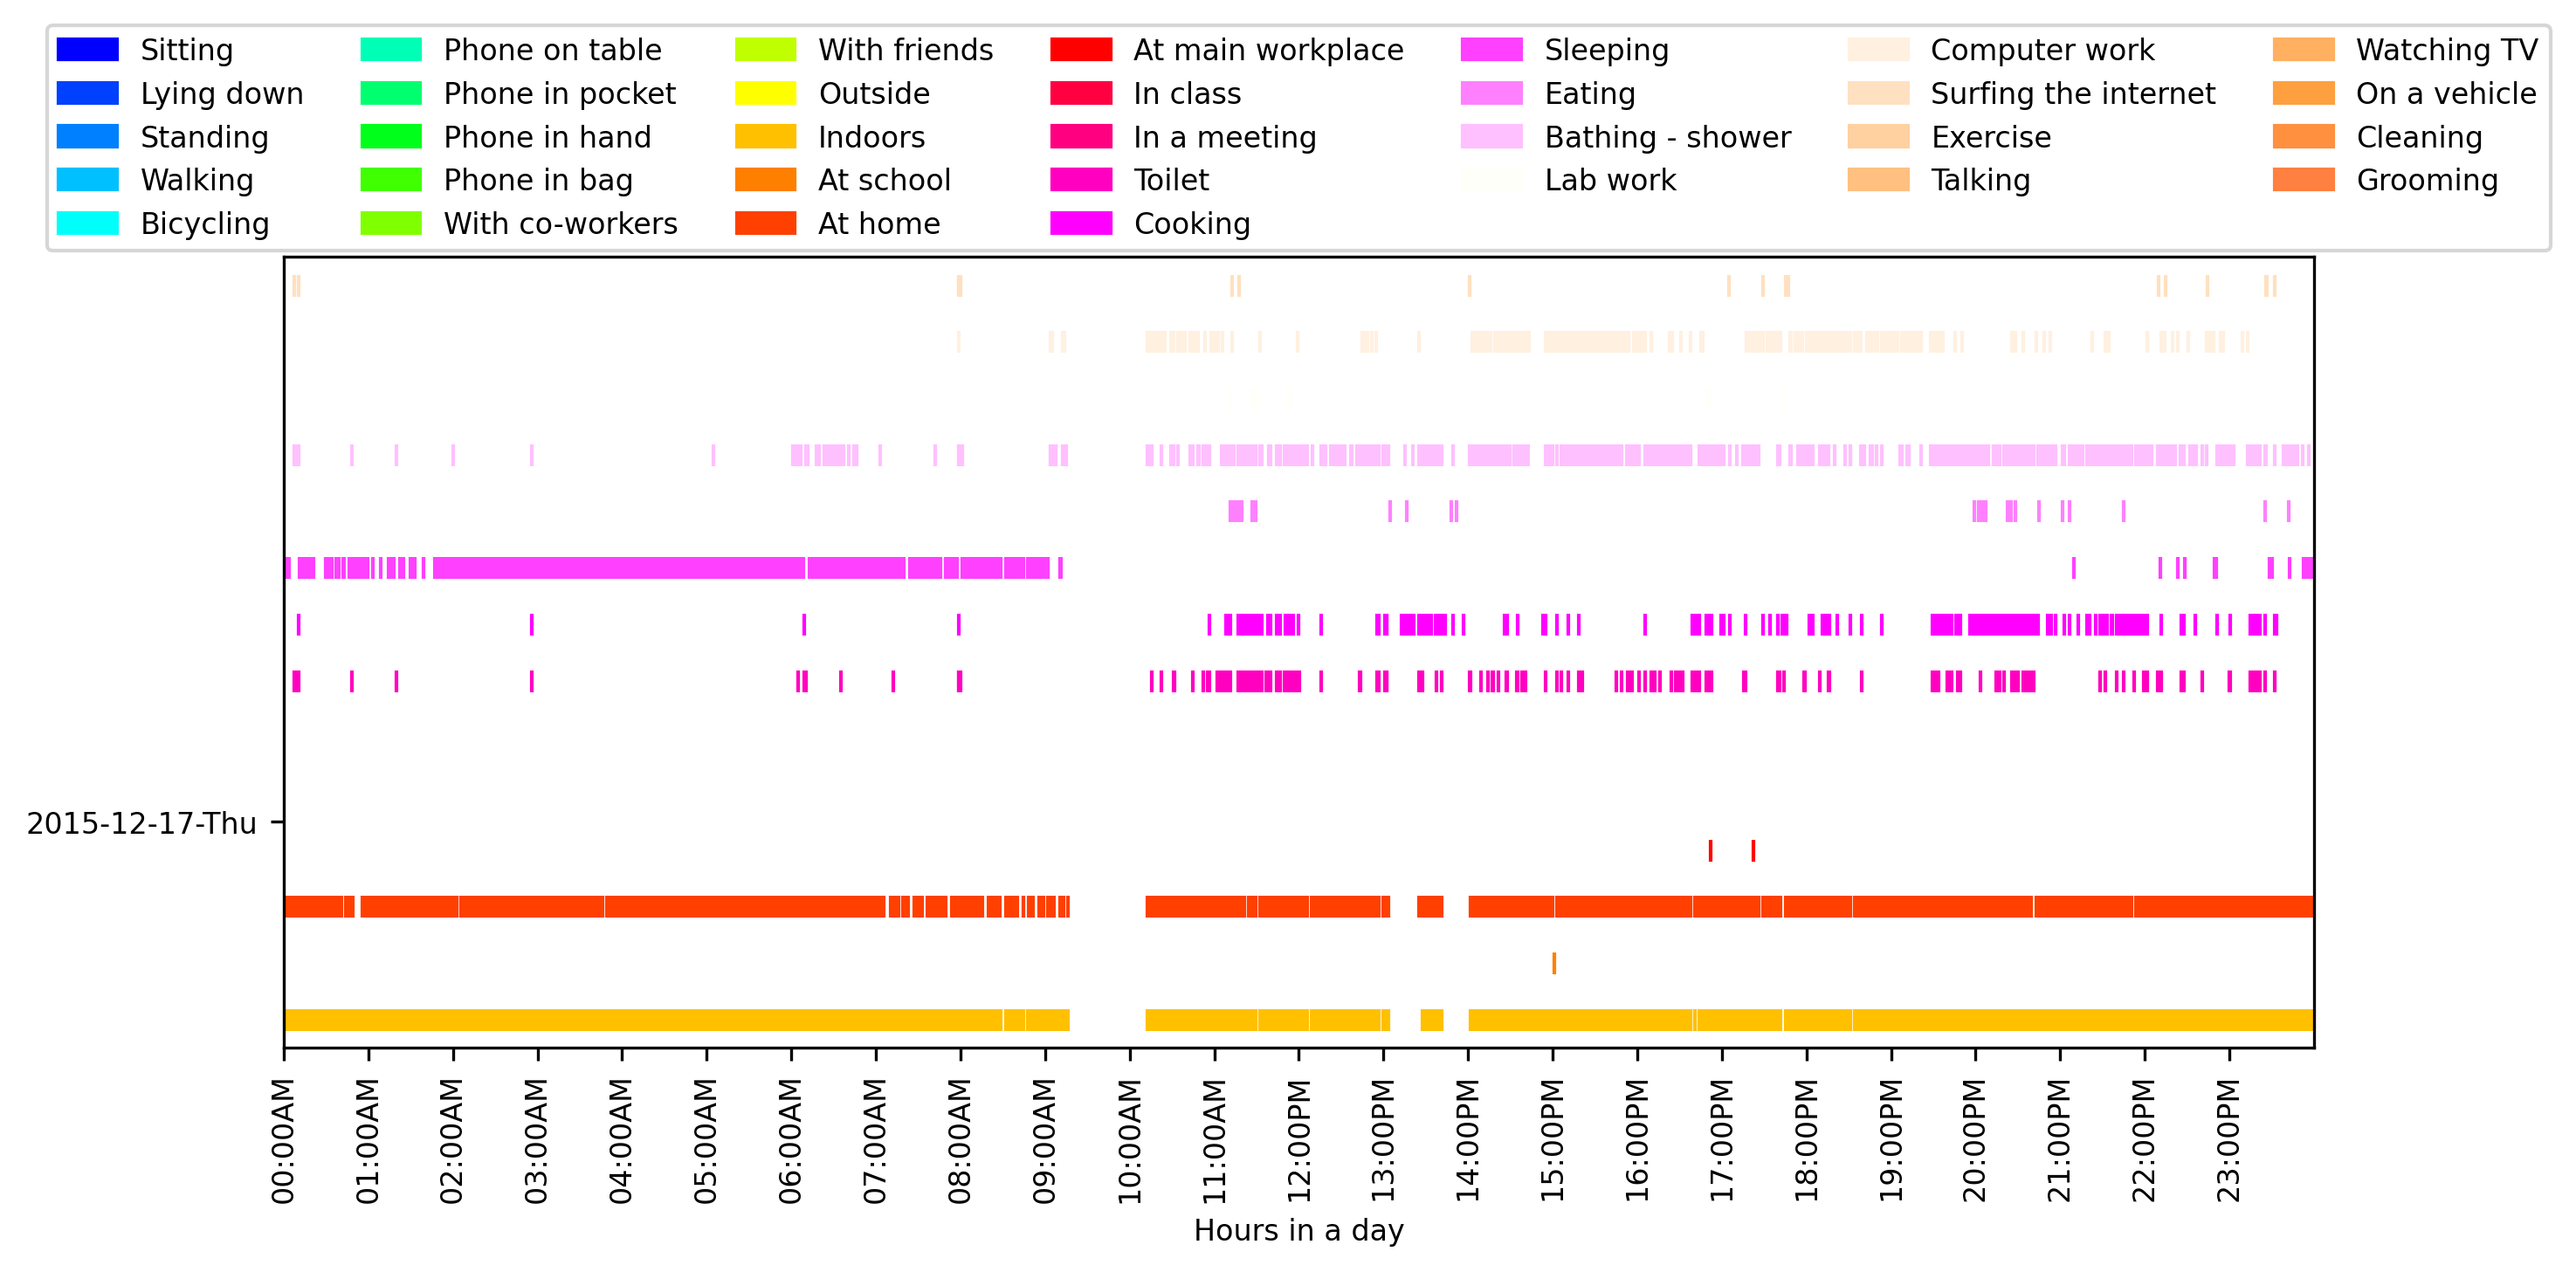 Sitting
Lying down
Standing
Walking
Bicycling
Phone on table
Phone in pocket
Phone in hand
Phone in bag
With co-workers
With friends
Outside
Indoors
At school
At home
At main workplace
In class
In a meeting
Toilet
Cooking
Sleeping
Eating
Bathing - shower
Lab work
Computer work
Surfing the internet
Exercise
Talking
Watching TV
On a vehicle
Cleaning
Grooming
2015-12-17-Thu
00:00AM
01:00AM
02:00AM
03:00AM
04:00AM
05:00AM
06:00AM
07:00AM
08:00AM
09:00AM
10:00AM
11:00AM
12:00PM
13:00PM
14:00PM
15:00PM
16:00PM
17:00PM
18:00PM
19:00PM
20:00PM
21:00PM
22:00PM
23:00PM
Hours in a day